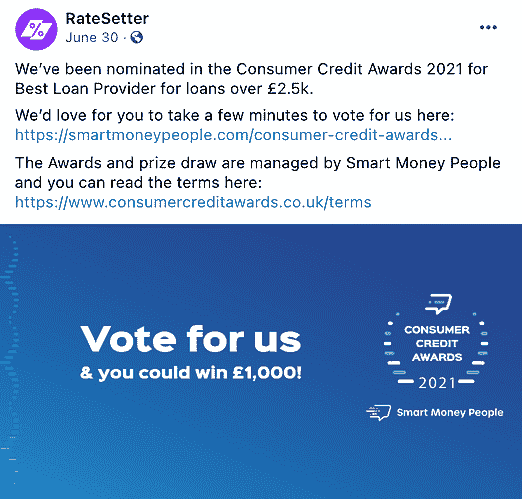 RateSetter
June 30 ·
We've been nominated in the Consumer Credit Awards 2021 for
Best Loan Provider for loans over £2.5k.
We'd love for you to take a few minutes to vote for us here:
https://smartmoneypeople.com/consumer-credit-awards...
The Awards and prize draw are managed by Smart Money People
and you can read the terms here:
https://www.consumercreditawards.co.uk/terms
Vote for us
& you could win £1,000!
CONSUMER
CREDIT
AWARDS
2021
Smart Money People